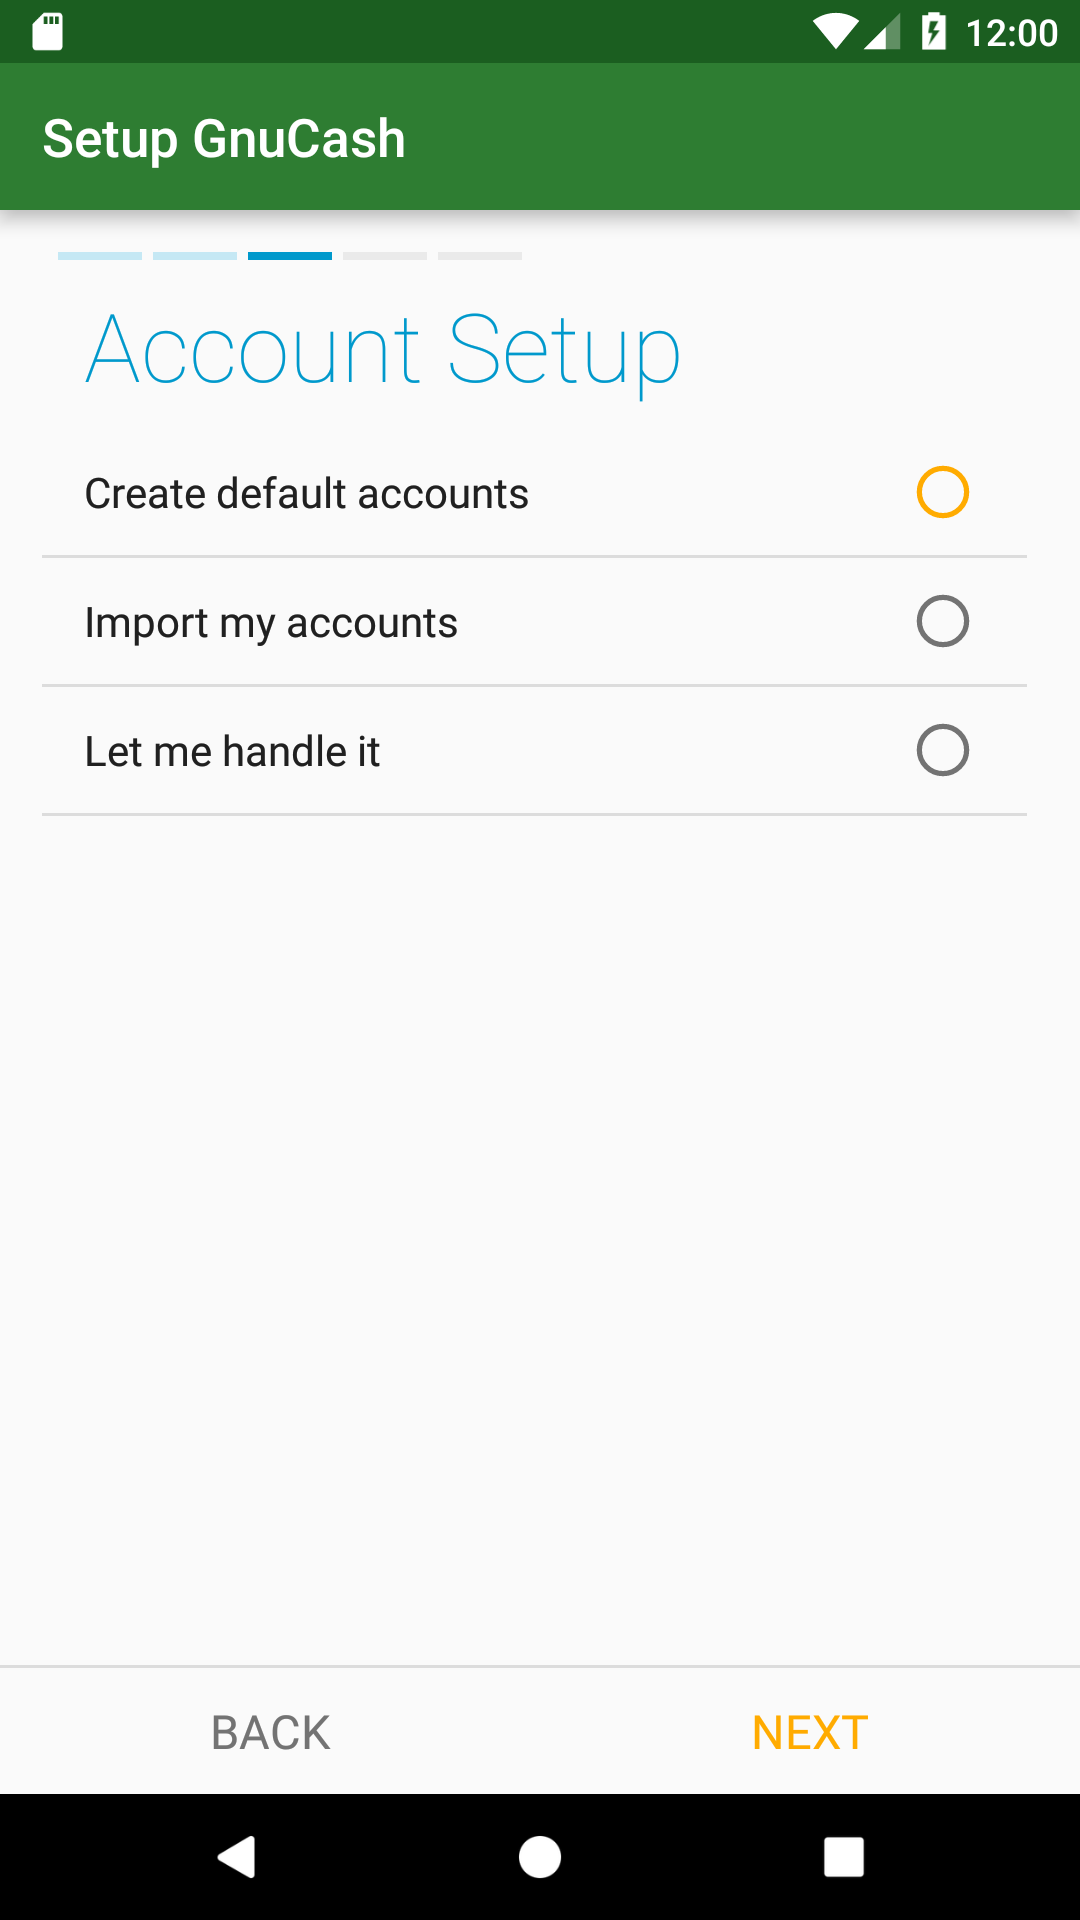 12:00
Setup GnuCash
Account Setup
Create default accounts
Import my accounts
Let me handle it
BACK
NEXT